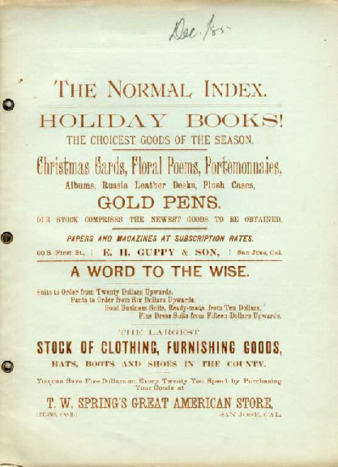 Dec. '85
THE NORMAL INDEX.
HOLIDAY BOOKS!
THE CHOICEST GOODS OF THE SEASON.
Christmas Cards, Floral Poems, Portemonnaies,
Albums, Russia Leather Desks, Plush Cases,
GOLD PENS.
OUR STOCK COMPRISES THE NEWEST GOODS TO BE OBTAINED.
PAPERS AND MAGAZINES AT SUBSCRIPTION RATES.
60 S. First St., E. H. GUPPY & SON, San Jose, Cal.
A WORD TO THE WISE.
Suits to Order from Twenty Dollars Upwards.
Pants to Order from Six Dollars Upwards.
Good Business Suits, Ready-made from Ten Dollars.
Fine Dress Suits from Fifteen Dollars Upwards.
THE LARGEST
STOCK OF CLOTHING, FURNISHING GOODS,
HATS, BOOTS AND SHOES IN THE COUNTY.
You can Save Five Dollars on Every Twenty You Spend by Purchasing
Your Goods at
T. W. SPRING'S GREAT AMERICAN STORE,
SAN JOSE, CAL.